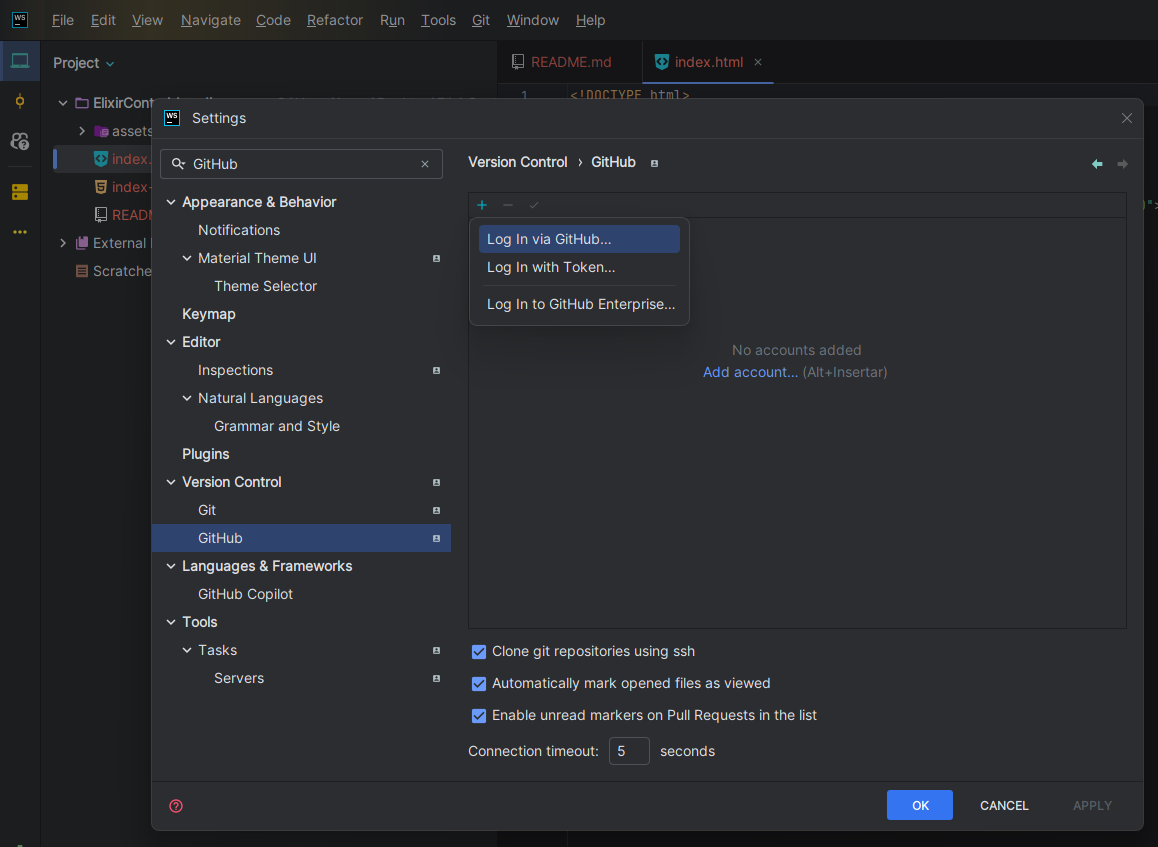 WS File Edit View Navigate Code Refactor Run Tools Git Window Help
Project
README.md index.html
1 <!DOCTYPE html>
assets
index.
index-
READM
External
Scratche
WS Settings
GitHub
Appearance & Behavior
Notifications
Material Theme UI
Theme Selector
Keymap
Editor
Inspections
Natural Languages
Grammar and Style
Plugins
Version Control
Git
GitHub
Languages & Frameworks
GitHub Copilot
Tools
Tasks
Servers
Version Control › GitHub
Log In via GitHub...
Log In with Token...
Log In to GitHub Enterprise...
No accounts added
Add account... (Alt+Insertar)
Clone git repositories using ssh
Automatically mark opened files as viewed
Enable unread markers on Pull Requests in the list
Connection timeout: 5 seconds
OK CANCEL APPLY